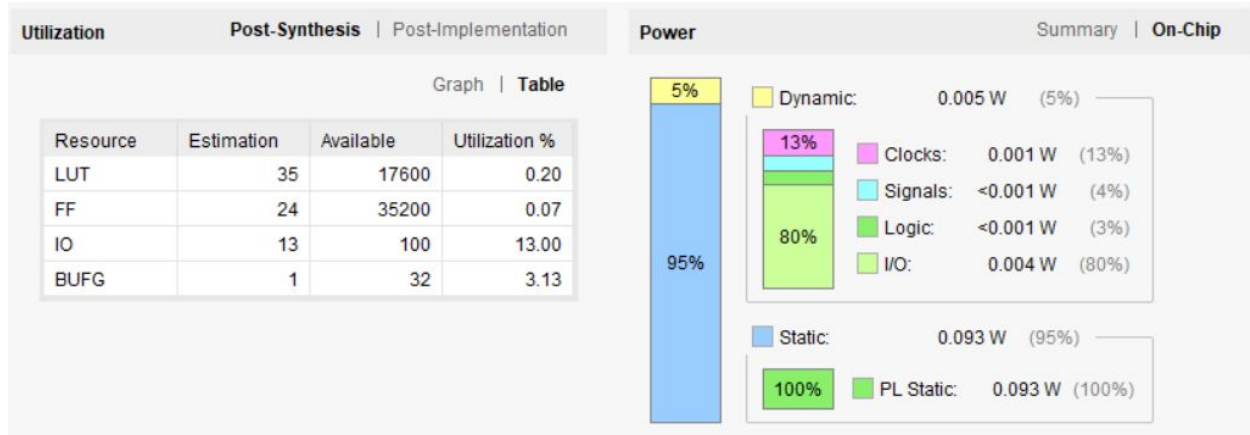 Utilization Post-Synthesis | Post-Implementation
Graph | Table
Resource Estimation Available Utilization %
LUT 35 17600 0.20
FF 24 35200 0.07
IO 13 100 13.00
BUFG 1 32 3.13
Power Summary | On-Chip
5%
95%
Dynamic: 0.005 W (5%)
13%
80%
Clocks: 0.001 W (13%)
Signals: <0.001 W (4%)
Logic: <0.001 W (3%)
I/O: 0.004 W (80%)
Static: 0.093 W (95%)
100% PL Static: 0.093 W (100%)